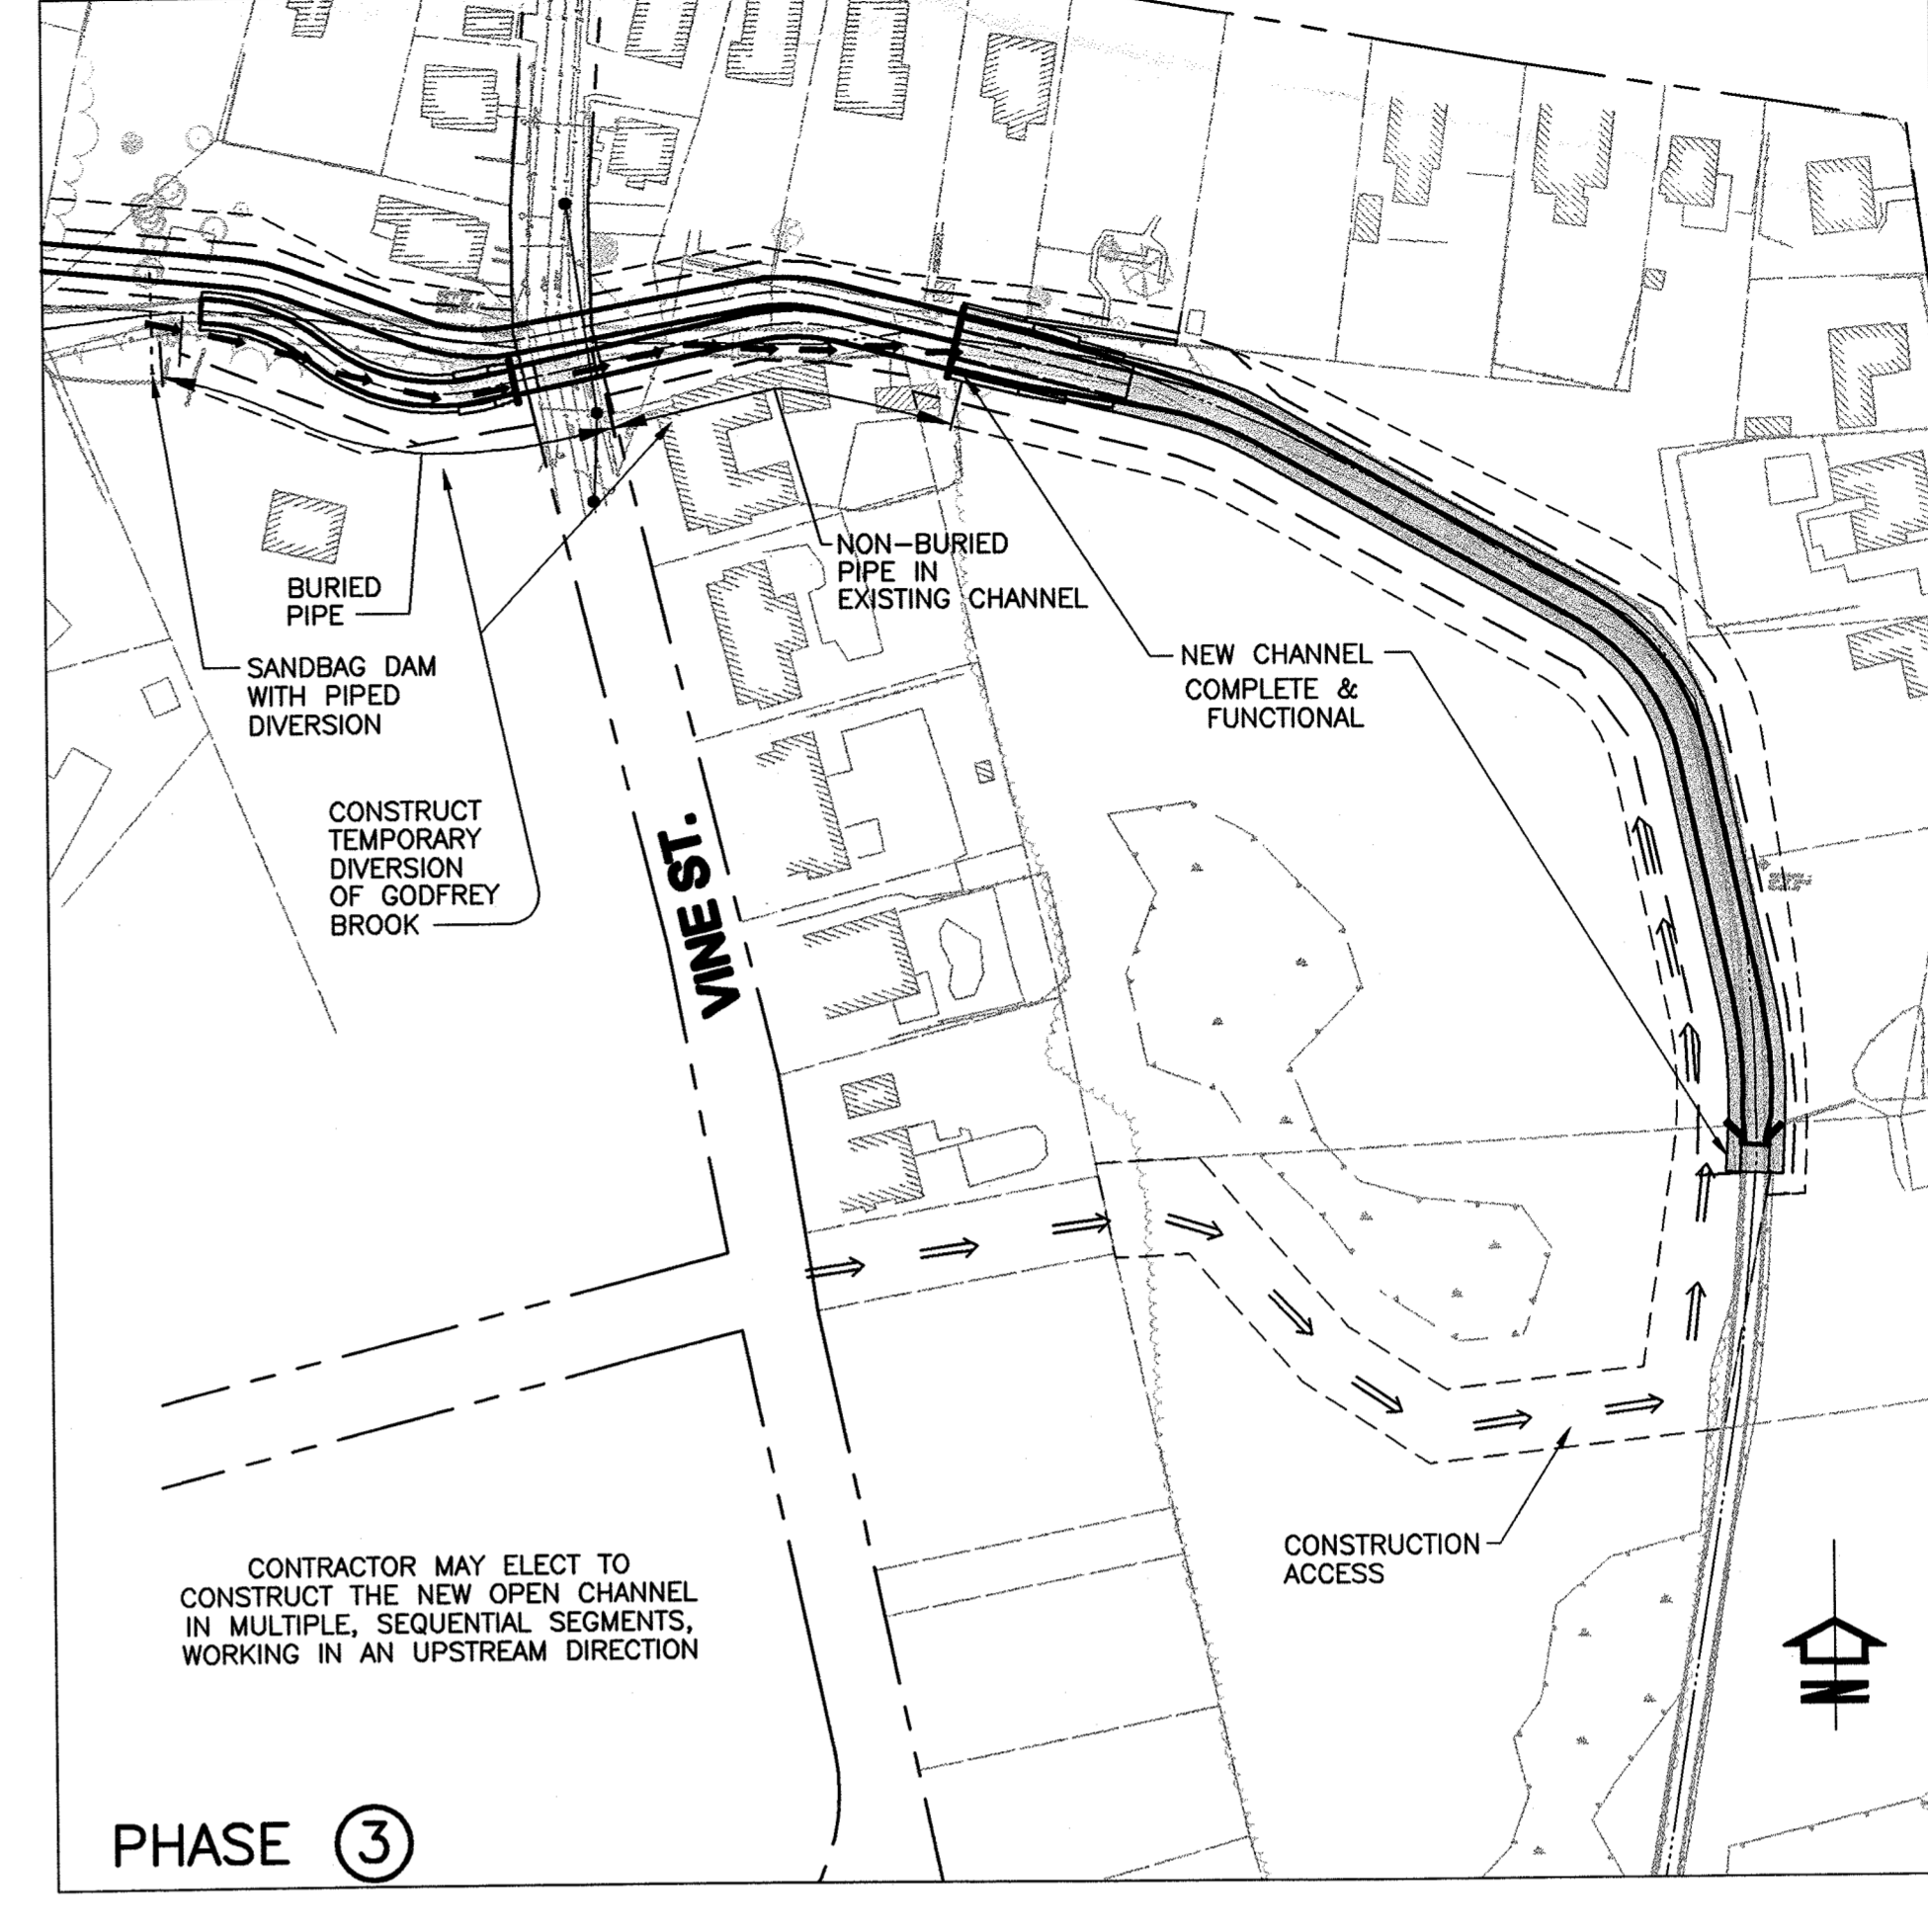 NON-BURIED
PIPE IN
EXISTING CHANNEL
BURIED
PIPE
NEW CHANNEL
COMPLETE &
FUNCTIONAL
SANDBAG DAM
WITH PIPED
DIVERSION
CONSTRUCT
TEMPORARY
DIVERSION
OF GODFREY
BROOK
VINE ST.
CONSTRUCTION
ACCESS
CONTRACTOR MAY ELECT TO
CONSTRUCT THE NEW OPEN CHANNEL
IN MULTIPLE, SEQUENTIAL SEGMENTS,
WORKING IN AN UPSTREAM DIRECTION
N
PHASE 3